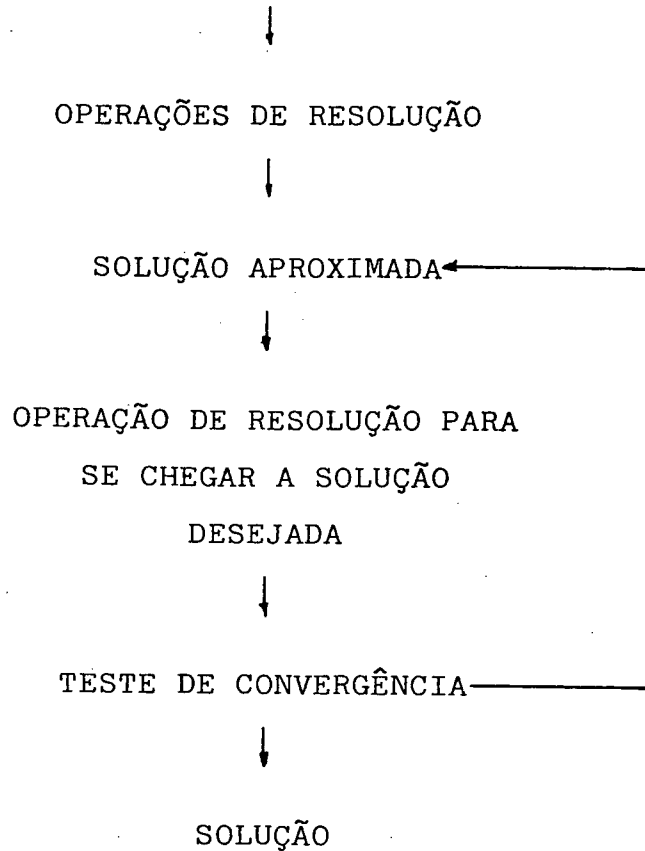 OPERAÇÕES DE RESOLUÇÃO
SOLUÇÃO APROXIMADA
OPERAÇÃO DE RESOLUÇÃO PARA
SE CHEGAR A SOLUÇÃO
DESEJADA
TESTE DE CONVERGÊNCIA
SOLUÇÃO